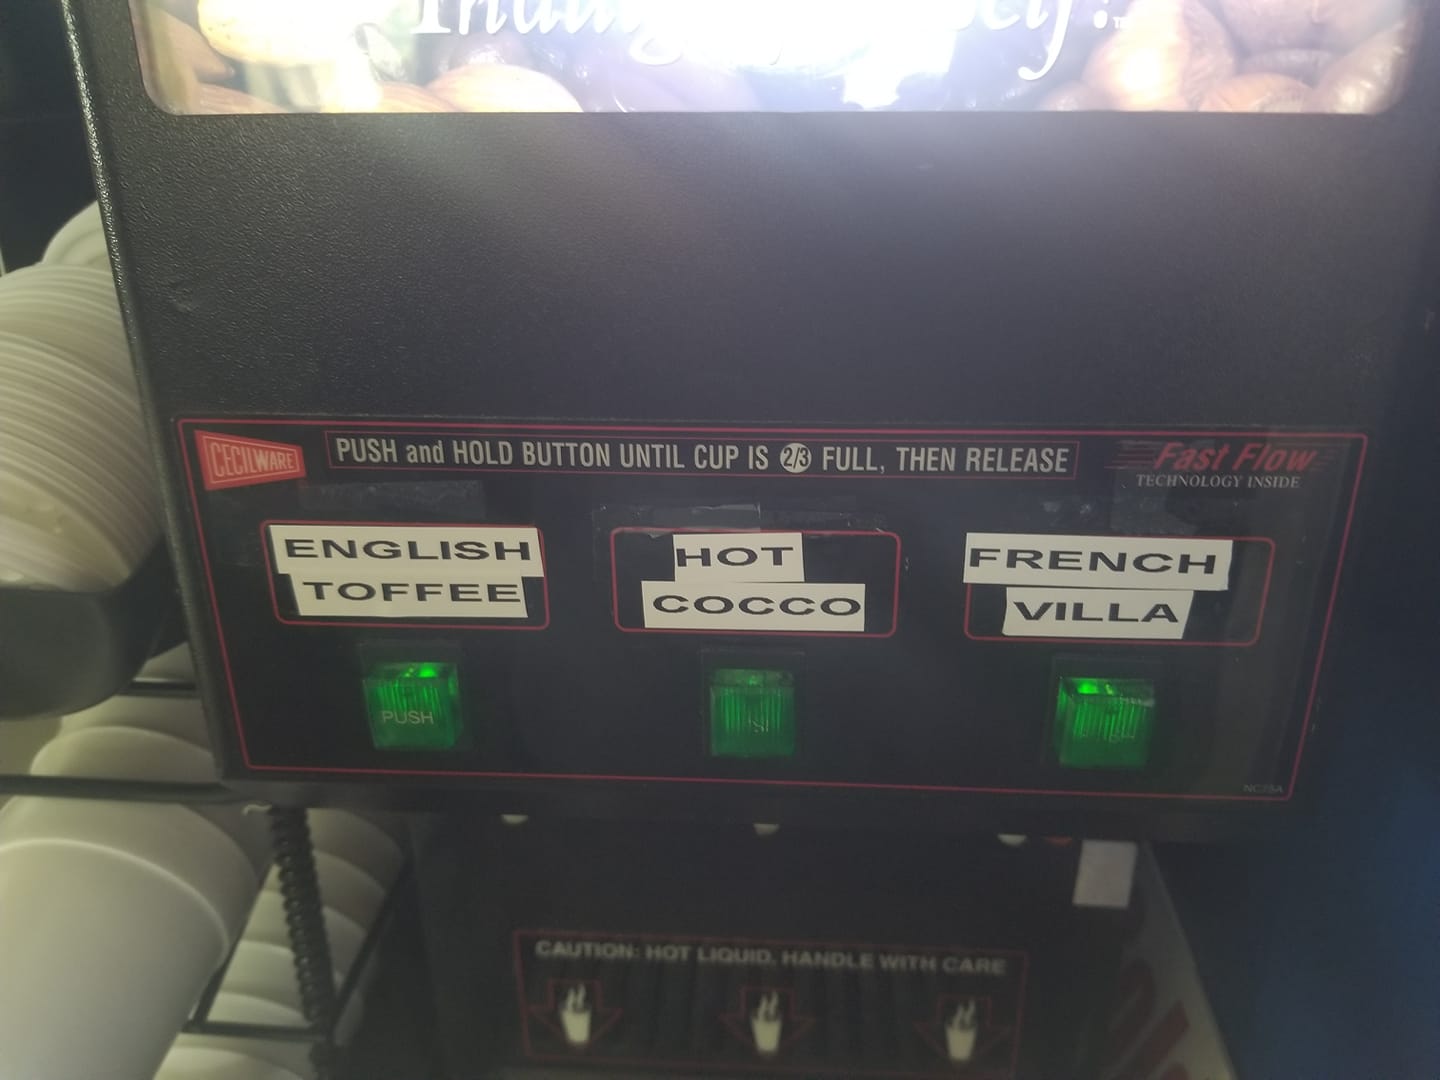 CECILWARE
PUSH and HOLD BUTTON UNTIL CUP IS 2/3 FULL, THEN RELEASE
Fast Flow
TECHNOLOGY INSIDE
ENGLISH
TOFFEE
HOT
COCCO
FRENCH
VILLA
PUSH
CAUTION: HOT LIQUID. HANDLE WITH CARE